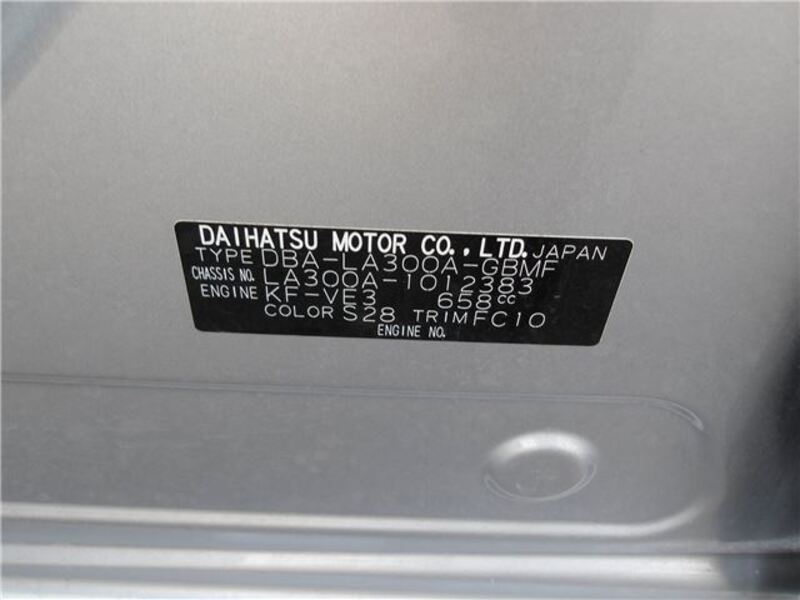 DAIHATSU MOTOR CO.,LTD. JAPAN
TYPE DBA-LA300A-GBMF
CHASSIS NO. LA300A-1012383
ENGINE KF-VE3 658cc
COLOR S28 TRIM FC10
ENGINE NO.